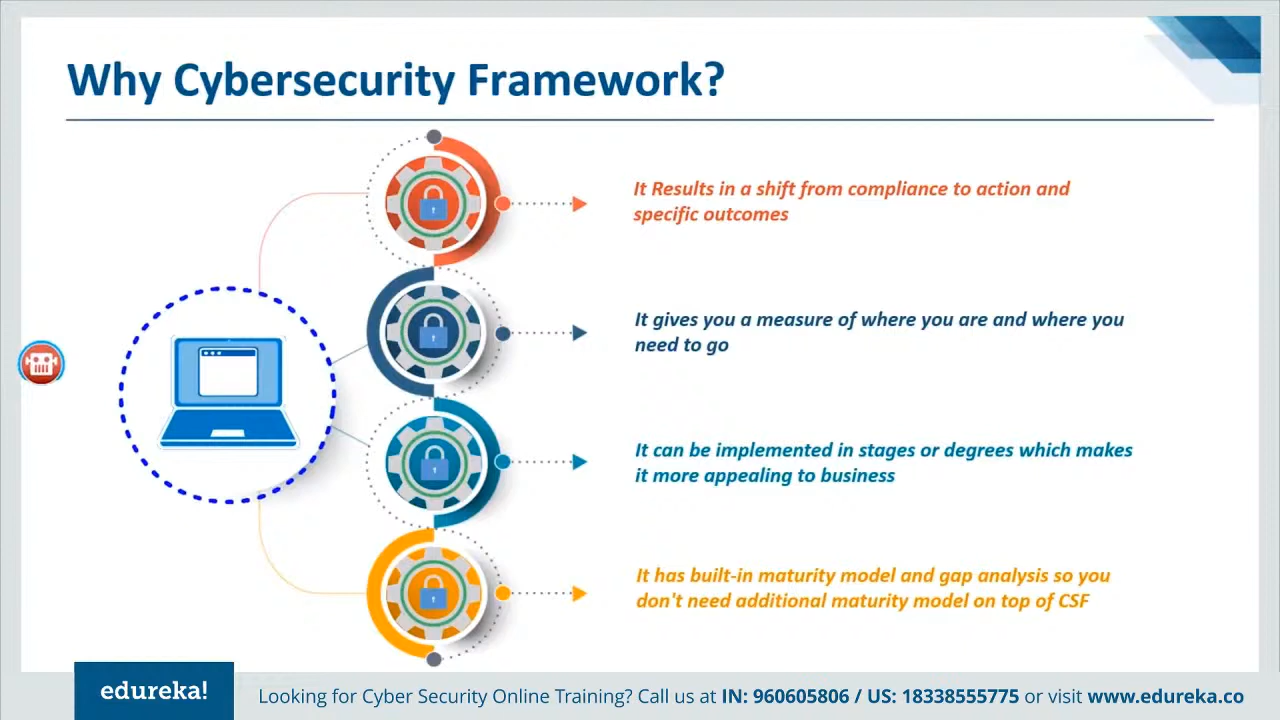 Why Cybersecurity Framework?
It Results in a shift from compliance to action and
specific outcomes
It gives you a measure of where you are and where you
need to go
It can be implemented in stages or degrees which makes
it more appealing to business
It has built-in maturity model and gap analysis so you
don't need additional maturity model on top of CSF
edureka!
Looking for Cyber Security Online Training? Call us at IN: 960605806 / US: 18338555775 or visit www.edureka.co